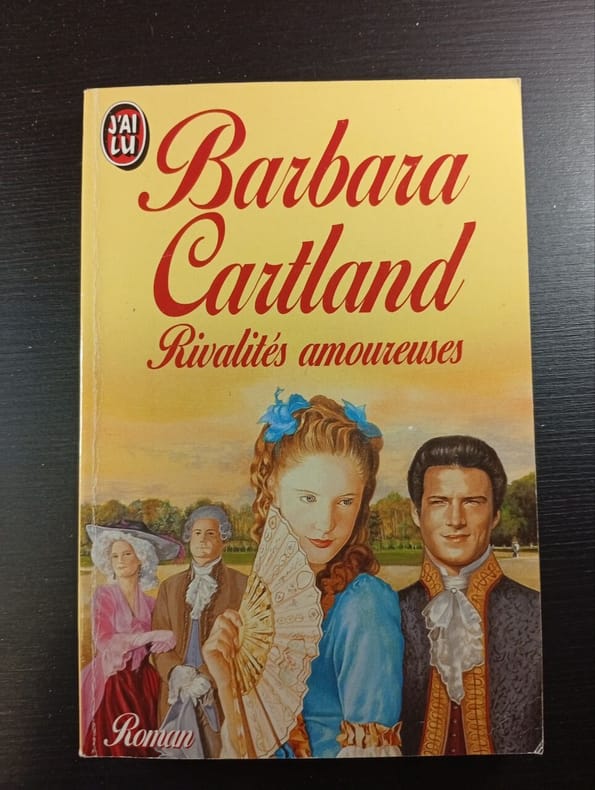 J'AI
LU
Barbara
Cartland
Rivalités amoureuses
Roman